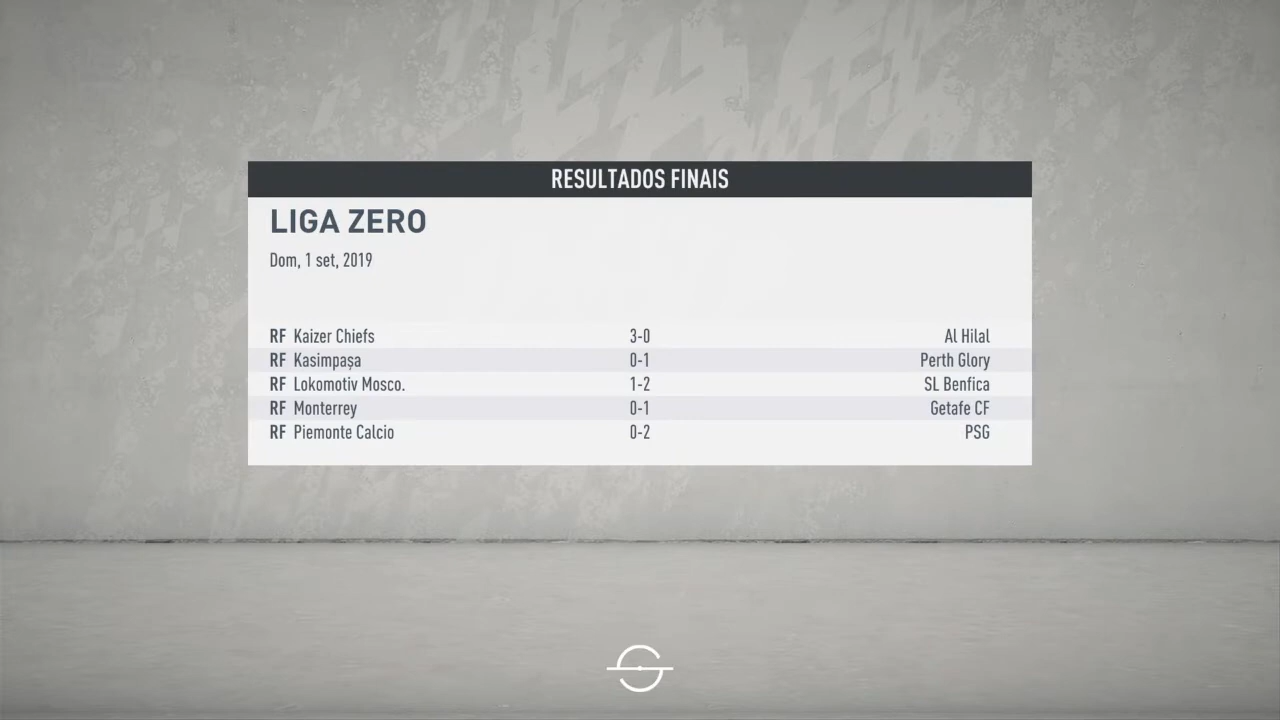 RESULTADOS FINAIS
LIGA ZERO
Dom, 1 set, 2019
RF Kaizer Chiefs 3-0 Al Hilal
RF Kasimpaşa 0-1 Perth Glory
RF Lokomotiv Mosco. 1-2 SL Benfica
RF Monterrey 0-1 Getafe CF
RF Piemonte Calcio 0-2 PSG